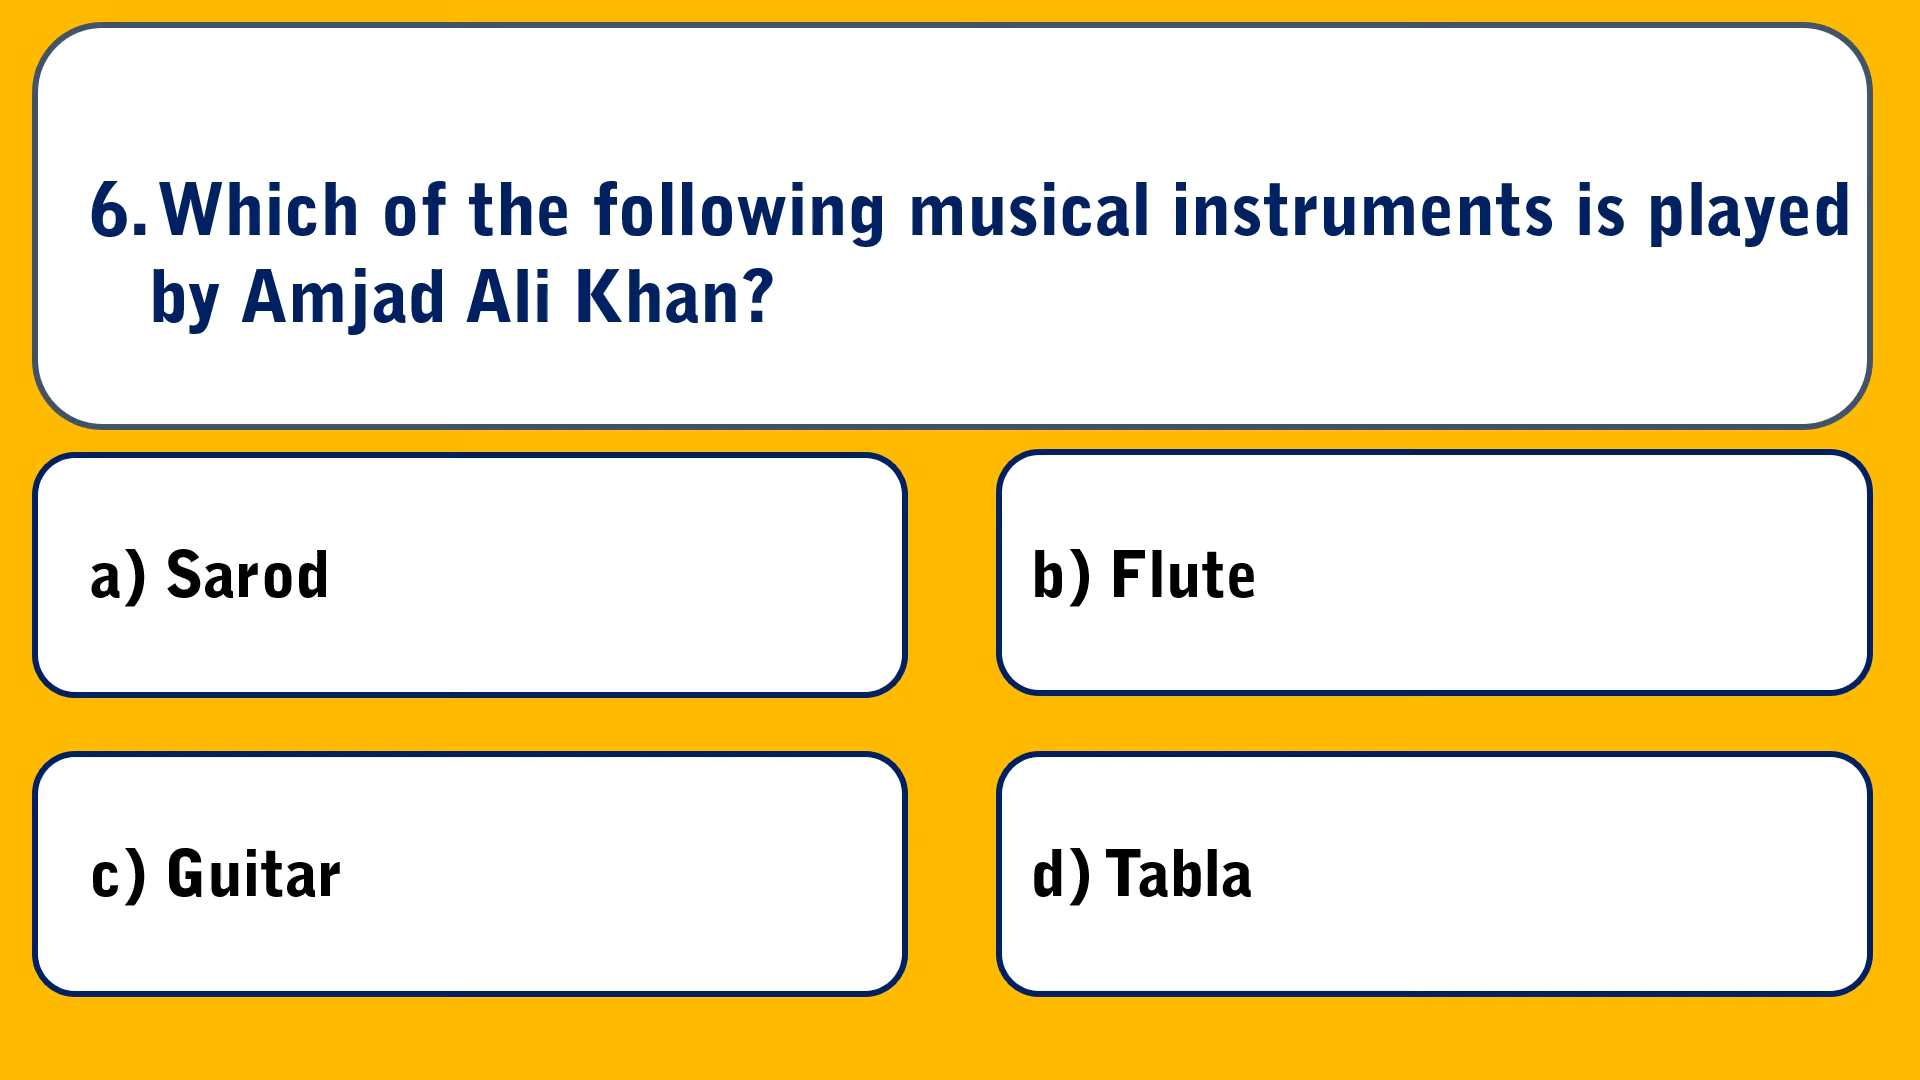 6. Which of the following musical instruments is played
by Amjad Ali Khan?
a) Sarod
b) Flute
c) Guitar
d) Tabla